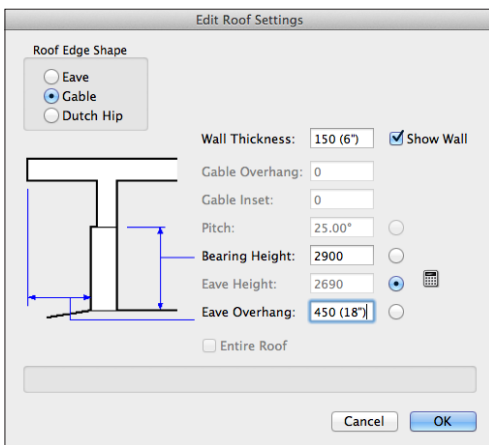 Edit Roof Settings
Roof Edge Shape
Eave
Gable
Dutch Hip
Wall Thickness: 150 (6") Show Wall
Gable Overhang: 0
Gable Inset: 0
Pitch: 25.00°
Bearing Height: 2900
Eave Height: 2690
Eave Overhang: 450 (18")
Entire Roof
Cancel OK